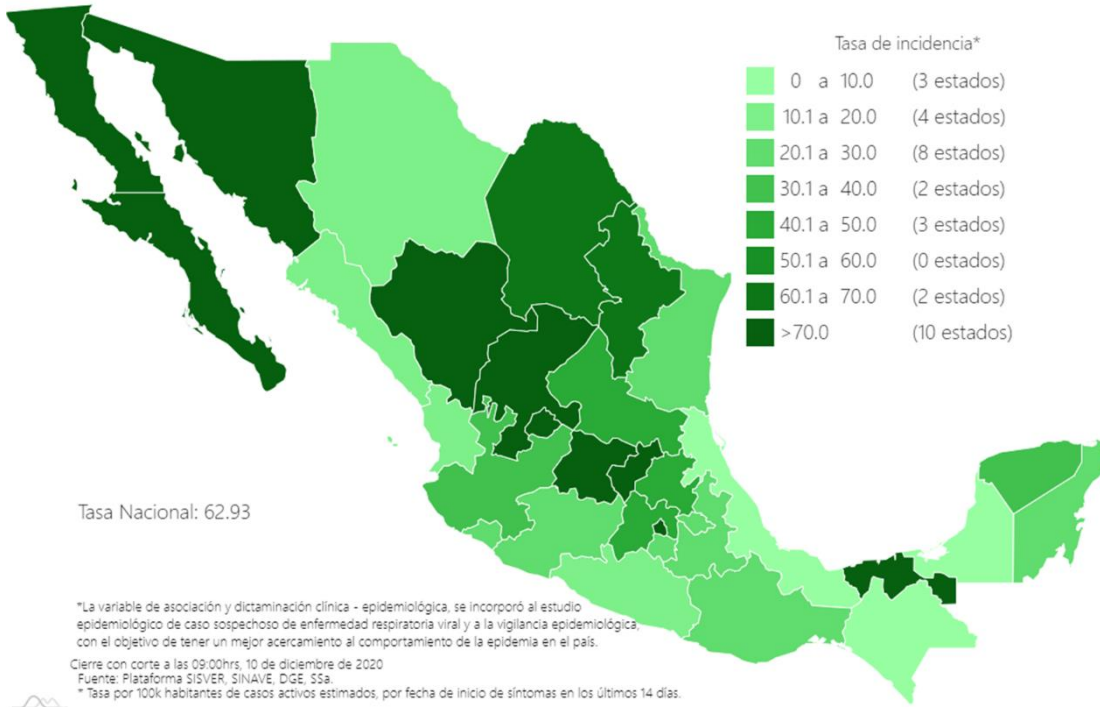 Tasa de incidencia*
0 a 10.0 (3 estados)
10.1 a 20.0 (4 estados)
20.1 a 30.0 (8 estados)
30.1 a 40.0 (2 estados)
40.1 a 50.0 (3 estados)
50.1 a 60.0 (0 estados)
60.1 a 70.0 (2 estados)
>70.0 (10 estados)
Tasa Nacional: 62.93
*La variable de asociación y dictaminación clínica - epidemiológica, se incorporó al estudio
epidemiológico de caso sospechoso de enfermedad respiratoria viral y a la vigilancia epidemiológica,
con el objetivo de tener un mejor acercamiento al comportamiento de la epidemia en el país.
Cierre con corte a las 09:00hrs, 10 de diciembre de 2020
Fuente: Plataforma SISVER, SINAVE, DGE, SSa.
* Tasa por 100k habitantes de casos activos estimados, por fecha de inicio de síntomas en los últimos 14 días.